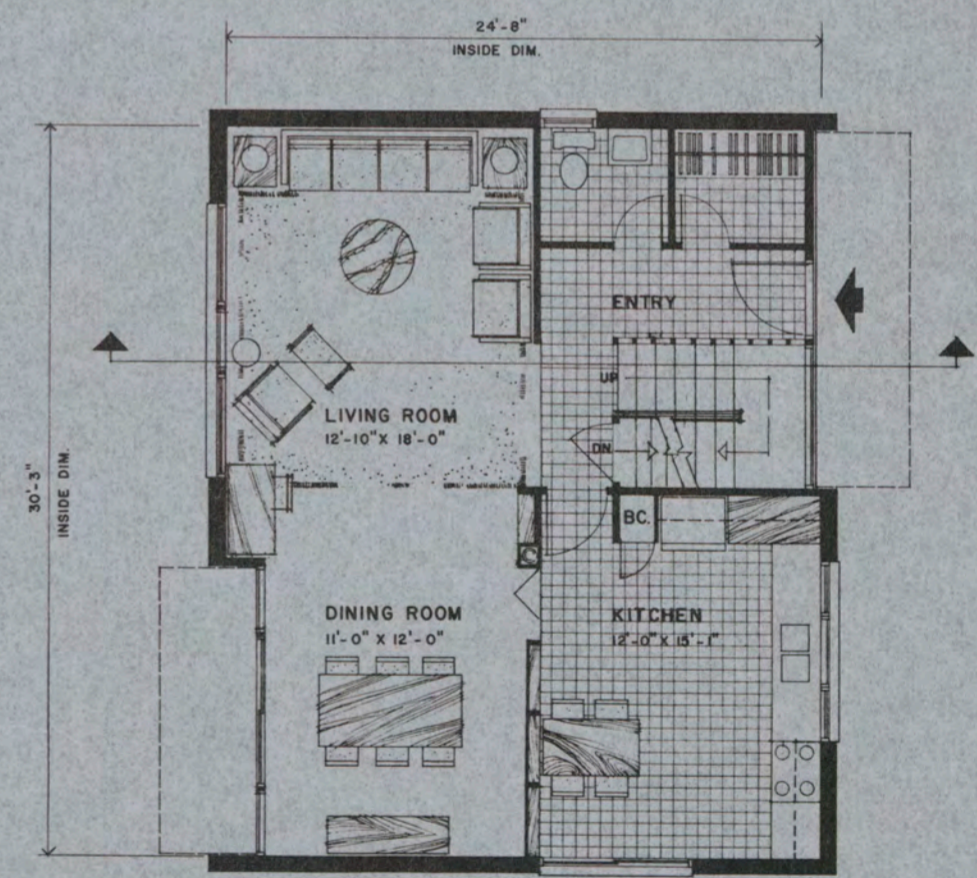 24'-8"
INSIDE DIM.
ENTRY
UP
LIVING ROOM
12'-10" X 18'-0"
DN.
30'-3"
INSIDE DIM.
BC.
DINING ROOM
11'-0" X 12'-0"
KITCHEN
12'-0" X 15'-1"